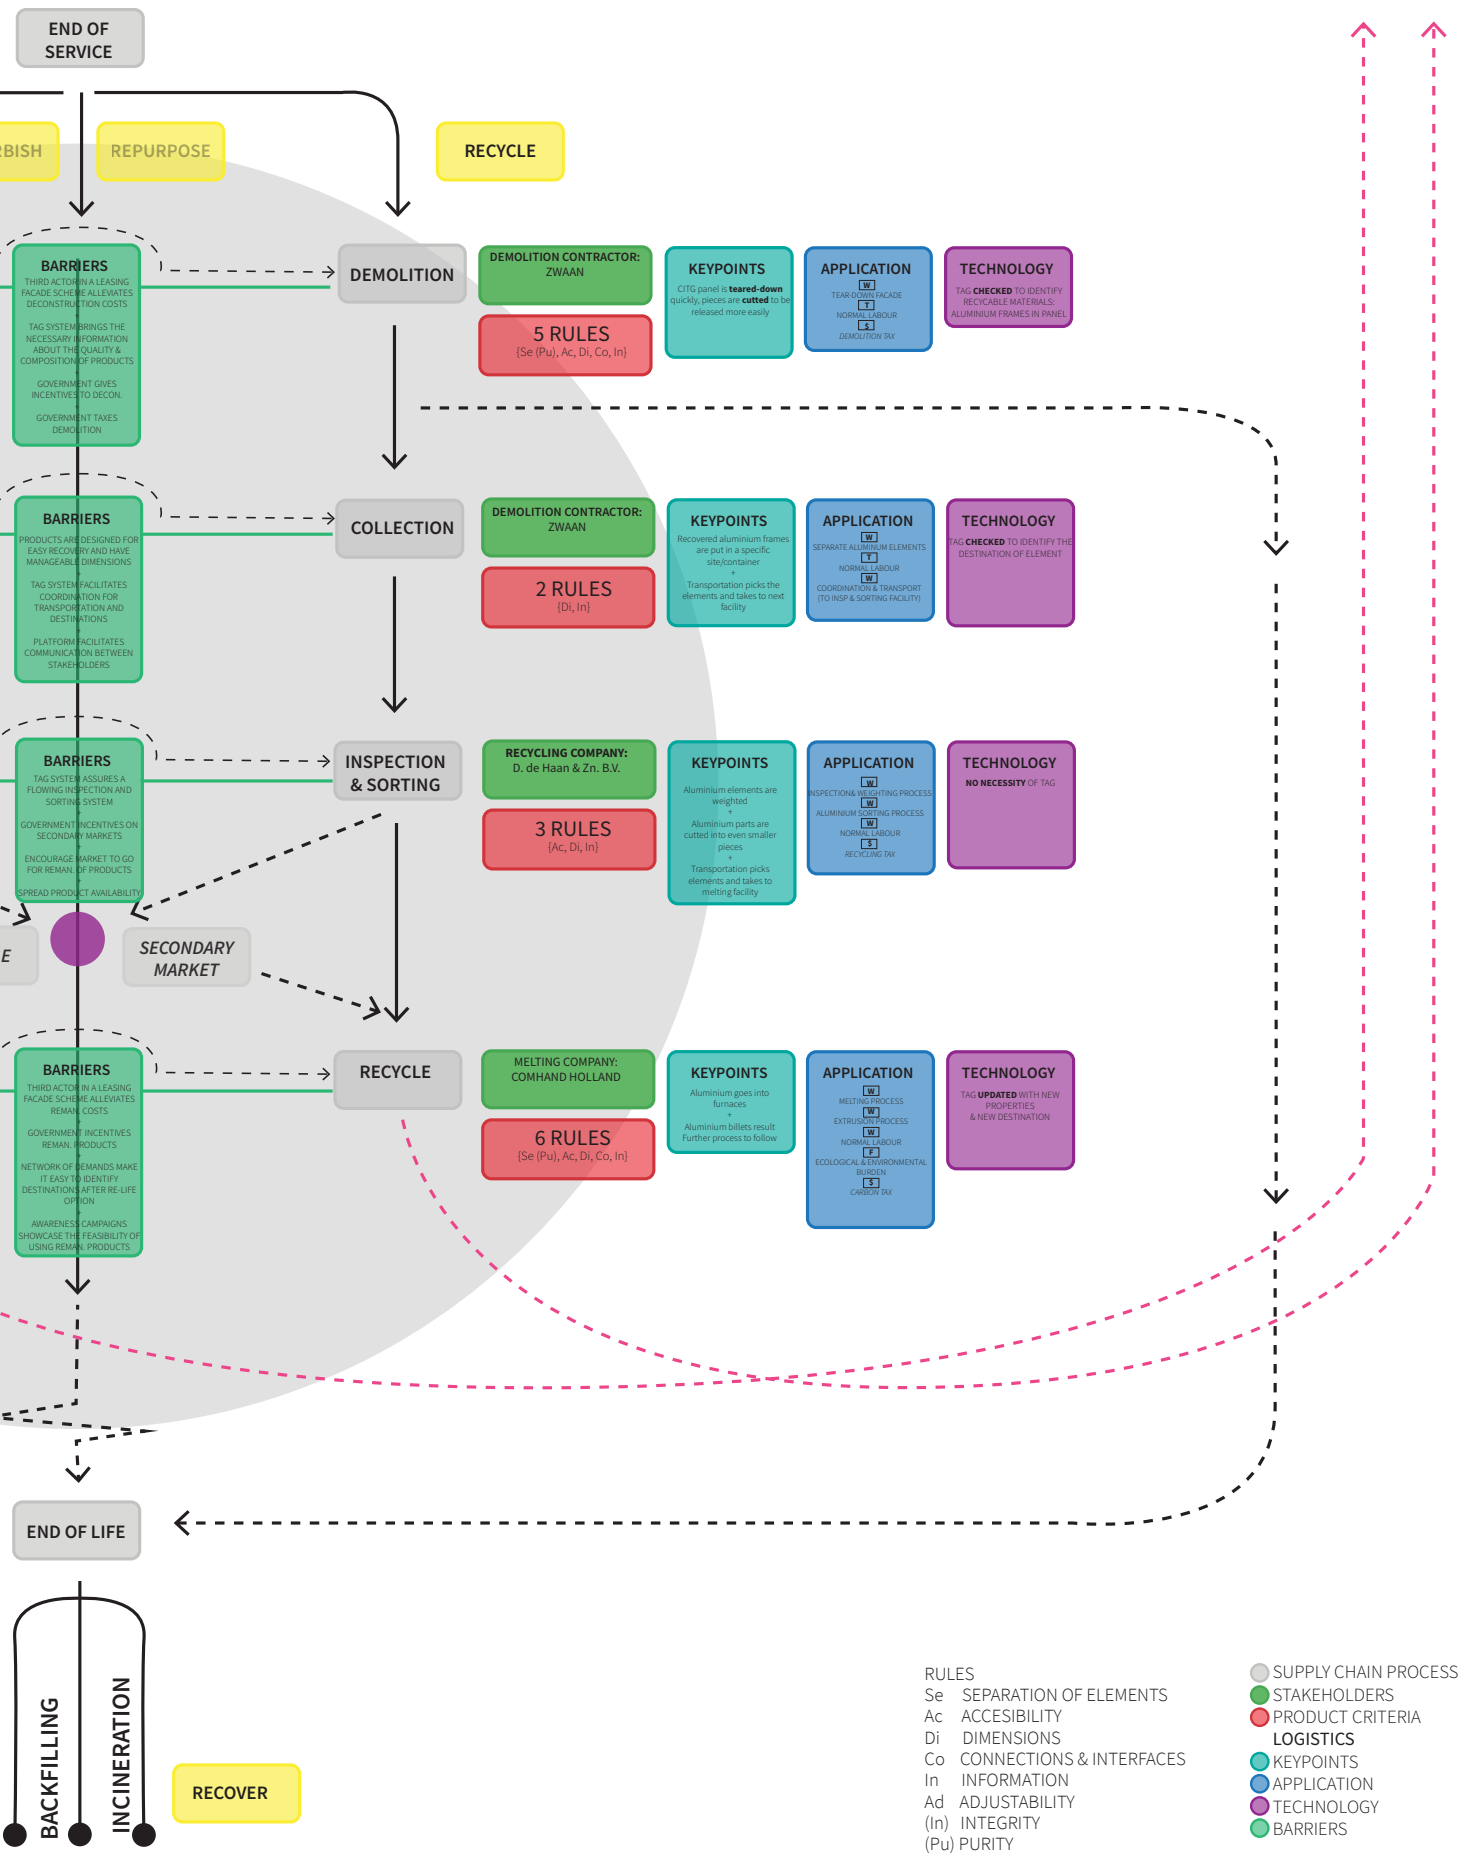 END OF
SERVICE
BISH
REPURPOSE
RECYCLE
BARRIERS
THIRD ACTOR IN A LEASING
FACADE SCHEME ALLEVIATES
DECONSTRUCTION COSTS
+
TAG SYSTEM BRINGS THE
NECESSARY INFORMATION
ABOUT THE QUALITY &
COMPOSITION OF PRODUCTS
+
GOVERNMENT GIVES
INCENTIVES TO DECON.
+
GOVERNMENT TAXES
DEMOLITION
DEMOLITION
DEMOLITION CONTRACTOR:
ZWAAN
5 RULES
{Se (Pu), Ac, Di, Co, In}
KEYPOINTS
CITG panel is teared-down
quickly, pieces are cutted to be
released more easily
APPLICATION
W
TEAR-DOWN FACADE
T
NORMAL LABOUR
$
DEMOLITION TAX
TECHNOLOGY
TAG CHECKED TO IDENTIFY
RECYCABLE MATERIALS:
ALUMINIUM FRAMES IN PANEL
BARRIERS
PRODUCTS ARE DESIGNED FOR
EASY RECOVERY AND HAVE
MANAGEABLE DIMENSIONS
+
TAG SYSTEM FACILITATES
COORDINATION FOR
TRANSPORTATION AND
DESTINATIONS
+
PLATFORM FACILITATES
COMMUNICATION BETWEEN
STAKEHOLDERS
COLLECTION
DEMOLITION CONTRACTOR:
ZWAAN
2 RULES
{Di, In}
KEYPOINTS
Recovered aluminium frames
are put in a specific
site/container
+
Transportation picks the
elements and takes to next
facility
APPLICATION
W
SEPARATE ALUMINUM ELEMENTS
T
NORMAL LABOUR
W
COORDINATION & TRANSPORT
(TO INSP & SORTING FACILITY)
TECHNOLOGY
TAG CHECKED TO IDENTIFY THE
DESTINATION OF ELEMENT
BARRIERS
TAG SYSTEM ASSURES A
FLOWING INSPECTION AND
SORTING SYSTEM
+
GOVERNMENT INCENTIVES ON
SECONDARY MARKETS
+
ENCOURAGE MARKET TO GO
FOR REMAN. OF PRODUCTS
+
SPREAD PRODUCT AVAILABILITY
INSPECTION
& SORTING
RECYCLING COMPANY:
D. de Haan & Zn. B.V.
3 RULES
{Ac, Di, In}
KEYPOINTS
Aluminium elements are
weighted
+
Aluminium parts are
cutted into even smaller
pieces
+
Transportation picks
elements and takes to
melting facility
APPLICATION
W
INSPECTION& WEIGHTING PROCESS
W
ALUMINIUM SORTING PROCESS
W
NORMAL LABOUR
$
RECYCLING TAX
TECHNOLOGY
NO NECESSITY OF TAG
E
SECONDARY
MARKET
BARRIERS
THIRD ACTOR IN A LEASING
FACADE SCHEME ALLEVIATES
REMAN. COSTS
+
GOVERNMENT INCENTIVES
REMAN. PRODUCTS
+
NETWORK OF DEMANDS MAKE
IT EASY TO IDENTIFY
DESTINATIONS AFTER RE-LIFE
OPTION
+
AWARENESS CAMPAIGNS
SHOWCASE THE FEASIBILITY OF
USING REMAN. PRODUCTS
RECYCLE
MELTING COMPANY:
COMHAND HOLLAND
6 RULES
{Se (Pu), Ac, Di, Co, In}
KEYPOINTS
Aluminium goes into
furnaces
+
Aluminium billets result
Further process to follow
APPLICATION
W
MELTING PROCESS
W
EXTRUSION PROCESS
W
NORMAL LABOUR
F
ECOLOGICAL & ENVIRONMENTAL
BURDEN
$
CARBON TAX
TECHNOLOGY
TAG UPDATED WITH NEW
PROPERTIES
& NEW DESTINATION
END OF LIFE
BACKFILLING
INCINERATION
RECOVER
RULES
Se SEPARATION OF ELEMENTS
Ac ACCESIBILITY
Di DIMENSIONS
Co CONNECTIONS & INTERFACES
In INFORMATION
Ad ADJUSTABILITY
(In) INTEGRITY
(Pu) PURITY
SUPPLY CHAIN PROCESS
STAKEHOLDERS
PRODUCT CRITERIA
LOGISTICS
KEYPOINTS
APPLICATION
TECHNOLOGY
BARRIERS